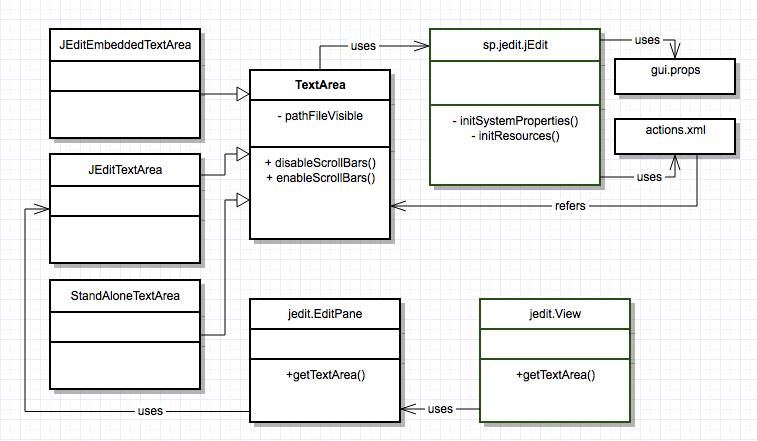 JEditEmbeddedTextArea
JEditTextArea
StandAloneTextArea
TextArea
- pathFileVisible
+ disableScrollBars()
+ enableScrollBars()
uses
sp.jedit.jEdit
- initSystemProperties()
- initResources()
uses
gui.props
actions.xml
uses
refers
jedit.EditPane
+getTextArea()
jedit.View
+getTextArea()
uses
uses